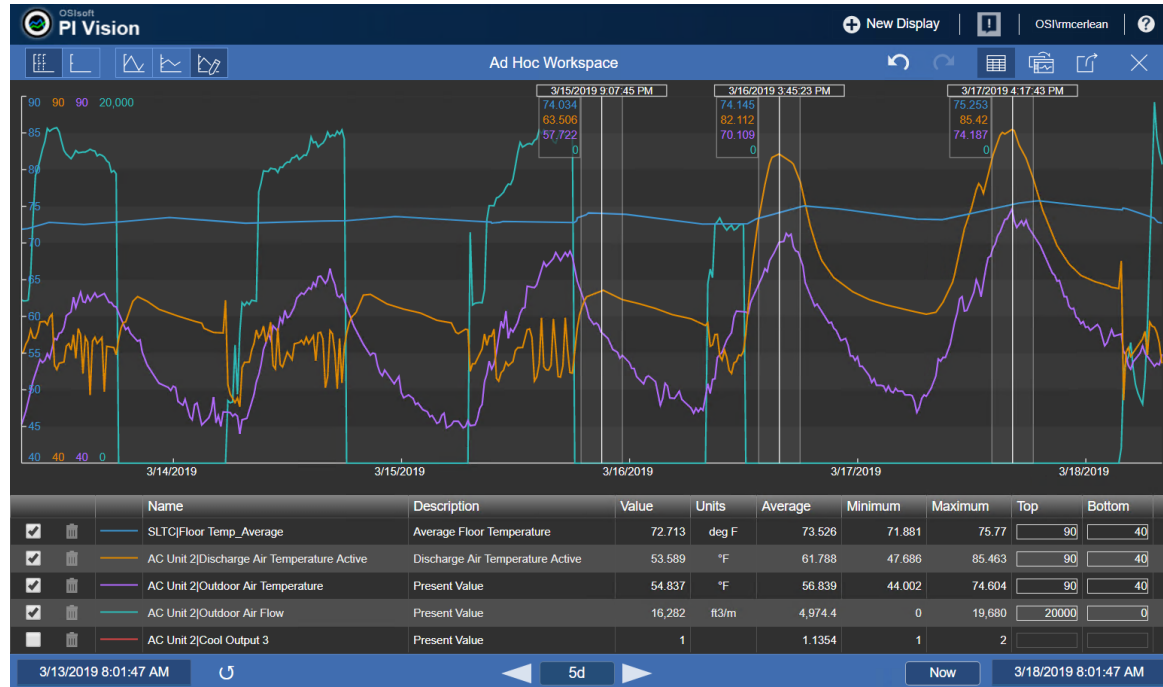 OSIsoft
PI Vision
New Display
OSI\rmcerlean
?
Ad Hoc Workspace
3/15/2019 9:07:45 PM 3/16/2019 3:45:23 PM 3/17/2019 4:17:43 PM
90 90 90 20,000
74.034 74.145 75.253
63.506 82.112 85.42
57.722 70.109 74.187
0 0 0
85
80
75
70
65
60
55
50
45
40 40 40 0
3/14/2019 3/15/2019 3/16/2019 3/17/2019 3/18/2019
Name Description Value Units Average Minimum Maximum Top Bottom
SLTC|Floor Temp_Average Average Floor Temperature 72.713 deg F 73.526 71.881 75.77 90 40
AC Unit 2|Discharge Air Temperature Active Discharge Air Temperature Active 53.589 °F 61.788 47.686 85.463 90 40
AC Unit 2|Outdoor Air Temperature Present Value 54.837 °F 56.839 44.002 74.604 90 40
AC Unit 2|Outdoor Air Flow Present Value 16,282 ft3/m 4,974.4 0 19,680 20000 0
AC Unit 2|Cool Output 3 Present Value 1 1.1354 1 2
3/13/2019 8:01:47 AM 5d Now 3/18/2019 8:01:47 AM